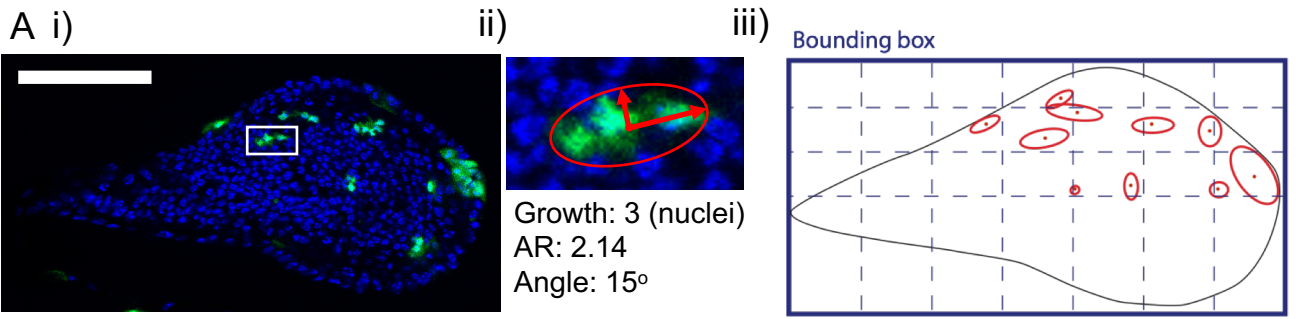 A i)
ii)
iii)
Bounding box
Growth: 3 (nuclei)
AR: 2.14
Angle: 15°